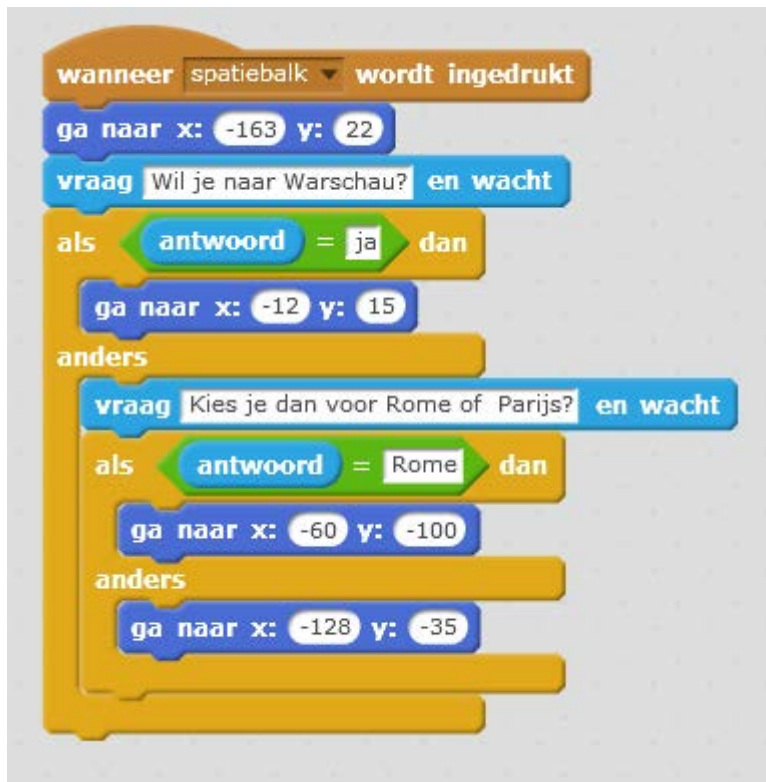 wanneer spatiebalk wordt ingedrukt
ga naar x: -163 y: 22
vraag Wil je naar Warschau? en wacht
als antwoord = ja dan
ga naar x: -12 y: 15
anders
vraag Kies je dan voor Rome of Parijs? en wacht
als antwoord = Rome dan
ga naar x: -60 y: -100
anders
ga naar x: -128 y: -35